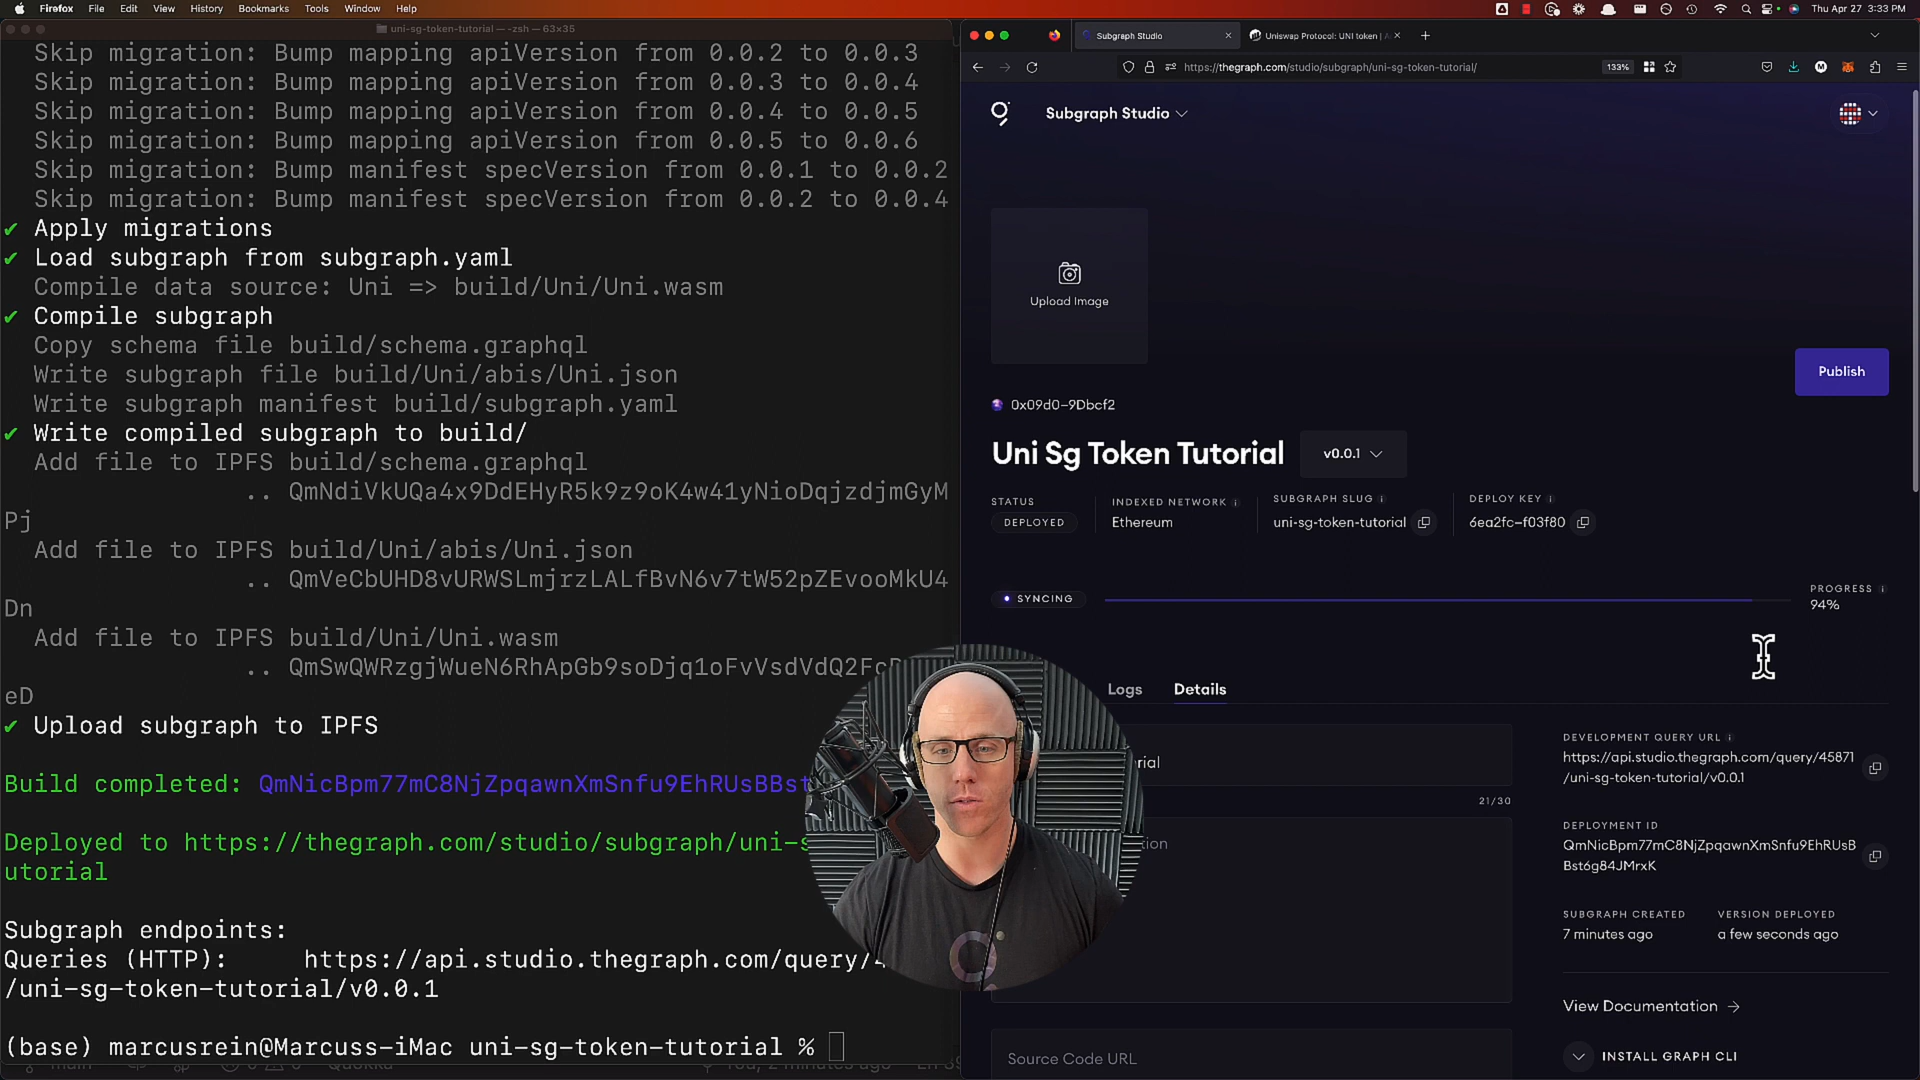 Firefox File Edit View History Bookmarks Tools Window Help
Thu Apr 27 3:33 PM
uni-sg-token-tutorial — -zsh — 63x35
Skip migration: Bump mapping apiVersion from 0.0.2 to 0.0.3
Skip migration: Bump mapping apiVersion from 0.0.3 to 0.0.4
Skip migration: Bump mapping apiVersion from 0.0.4 to 0.0.5
Skip migration: Bump mapping apiVersion from 0.0.5 to 0.0.6
Skip migration: Bump manifest specVersion from 0.0.1 to 0.0.2
Skip migration: Bump manifest specVersion from 0.0.2 to 0.0.4
✔ Apply migrations
✔ Load subgraph from subgraph.yaml
Compile data source: Uni => build/Uni/Uni.wasm
✔ Compile subgraph
Copy schema file build/schema.graphql
Write subgraph file build/Uni/abis/Uni.json
Write subgraph manifest build/subgraph.yaml
✔ Write compiled subgraph to build/
Add file to IPFS build/schema.graphql
.. QmNdiVkUQa4x9DdEHyR5k9z9oK4w41yNioDqjzdjmGyM
Pj
Add file to IPFS build/Uni/abis/Uni.json
.. QmVeCbUHD8vURWSLmjrzLALfBvN6v7tW52pZEvooMkU4
Dn
Add file to IPFS build/Uni/Uni.wasm
.. QmSwQWRzgjWueN6RhApGb9soDjq1oFvVsdVdQ2Fc
eD
✔ Upload subgraph to IPFS
Build completed: QmNicBpm77mC8NjZpqawnXmSnfu9EhRUsBBst
Deployed to https://thegraph.com/studio/subgraph/uni-s
utorial
Subgraph endpoints:
Queries (HTTP): https://api.studio.thegraph.com/query/4
/uni-sg-token-tutorial/v0.0.1
(base) marcusrein@Marcuss-iMac uni-sg-token-tutorial %
Subgraph Studio
Uniswap Protocol: UNI token |
https://thegraph.com/studio/subgraph/uni-sg-token-tutorial/
133%
Subgraph Studio
Upload Image
Publish
0x09d0-9Dbcf2
Uni Sg Token Tutorial v0.0.1
STATUS INDEXED NETWORK SUBGRAPH SLUG DEPLOY KEY
DEPLOYED Ethereum uni-sg-token-tutorial 6ea2fc-f03f80
SYNCING
PROGRESS
94%
Logs Details
rial
21/30
tion
Source Code URL
DEVELOPMENT QUERY URL
https://api.studio.thegraph.com/query/45871
/uni-sg-token-tutorial/v0.0.1
DEPLOYMENT ID
QmNicBpm77mC8NjZpqawnXmSnfu9EhRUsB
Bst6g84JMrxK
SUBGRAPH CREATED VERSION DEPLOYED
7 minutes ago a few seconds ago
View Documentation →
INSTALL GRAPH CLI